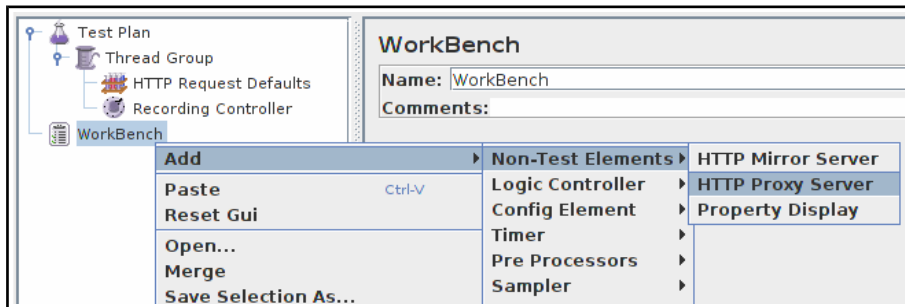 Test Plan
Thread Group
HTTP Request Defaults
Recording Controller
WorkBench
WorkBench
Name: WorkBench
Comments:
Add
Paste Ctrl-V
Reset Gui
Open...
Merge
Save Selection As...
Non-Test Elements
Logic Controller
Config Element
Timer
Pre Processors
Sampler
HTTP Mirror Server
HTTP Proxy Server
Property Display